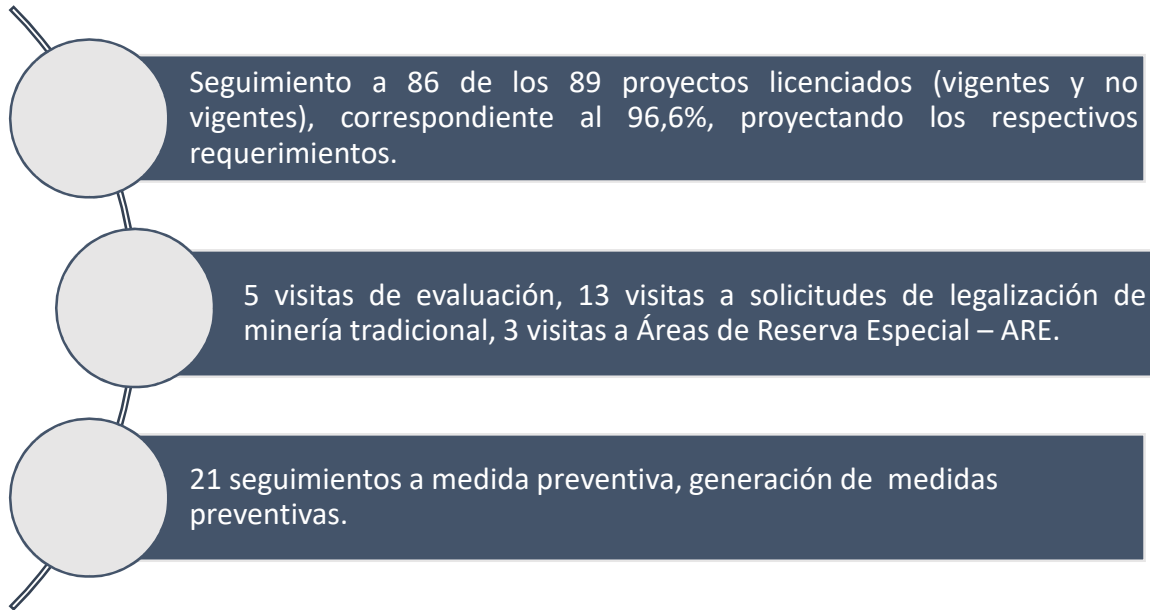 Seguimiento a 86 de los 89 proyectos licenciados (vigentes y no
vigentes), correspondiente al 96,6%, proyectando los respectivos
requerimientos.
5 visitas de evaluación, 13 visitas a solicitudes de legalización de
minería tradicional, 3 visitas a Áreas de Reserva Especial – ARE.
21 seguimientos a medida preventiva, generación de medidas
preventivas.